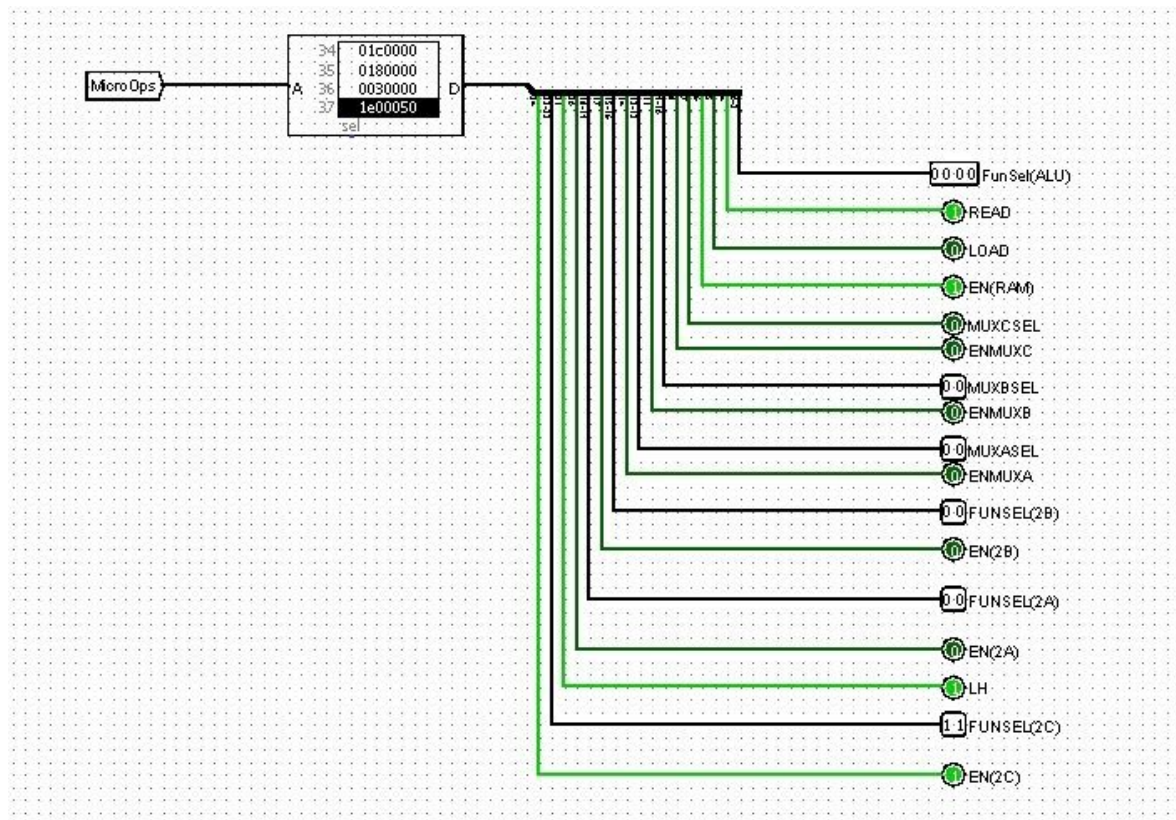 34 01c0000
35 0180000
Micro Ops A 36 0030000 D
37 1e00050
sel
0 0 0 0 FunSel(ALU)
1 READ
0 LOAD
1 EN(RAM)
0 MUXCSEL
0 ENMUXC
0 0 MUXBSEL
0 ENMUXB
0 0 MUXASEL
0 ENMUXA
0 0 FUNSEL(2B)
0 EN(2B)
0 0 FUNSEL(2A)
0 EN(2A)
1 LH
1 1 FUNSEL(2C)
1 EN(2C)